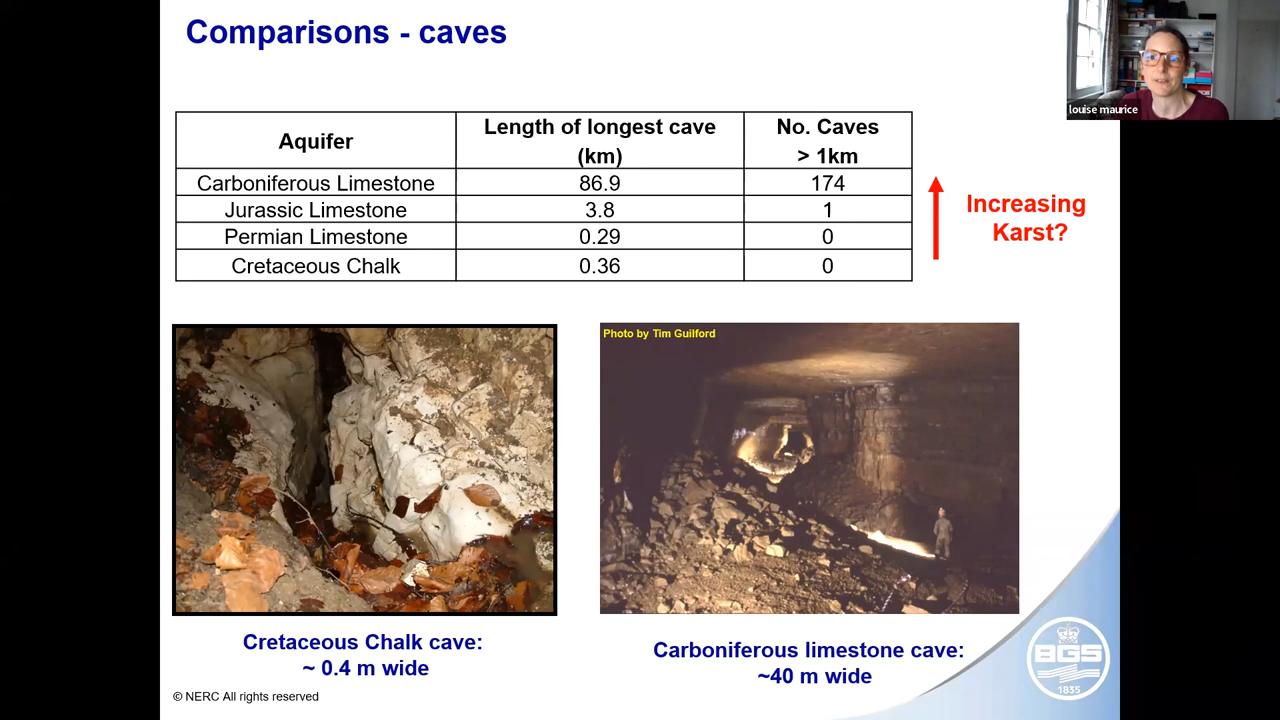 Comparisons - caves
louise maurice
Aquifer
Length of longest cave
(km)
No. Caves
> 1km
Carboniferous Limestone 86.9 174
Jurassic Limestone 3.8 1
Permian Limestone 0.29 0
Cretaceous Chalk 0.36 0
Increasing
Karst?
Photo by Tim Guilford
Cretaceous Chalk cave:
~ 0.4 m wide
Carboniferous limestone cave:
~40 m wide
© NERC All rights reserved
BGS
1835